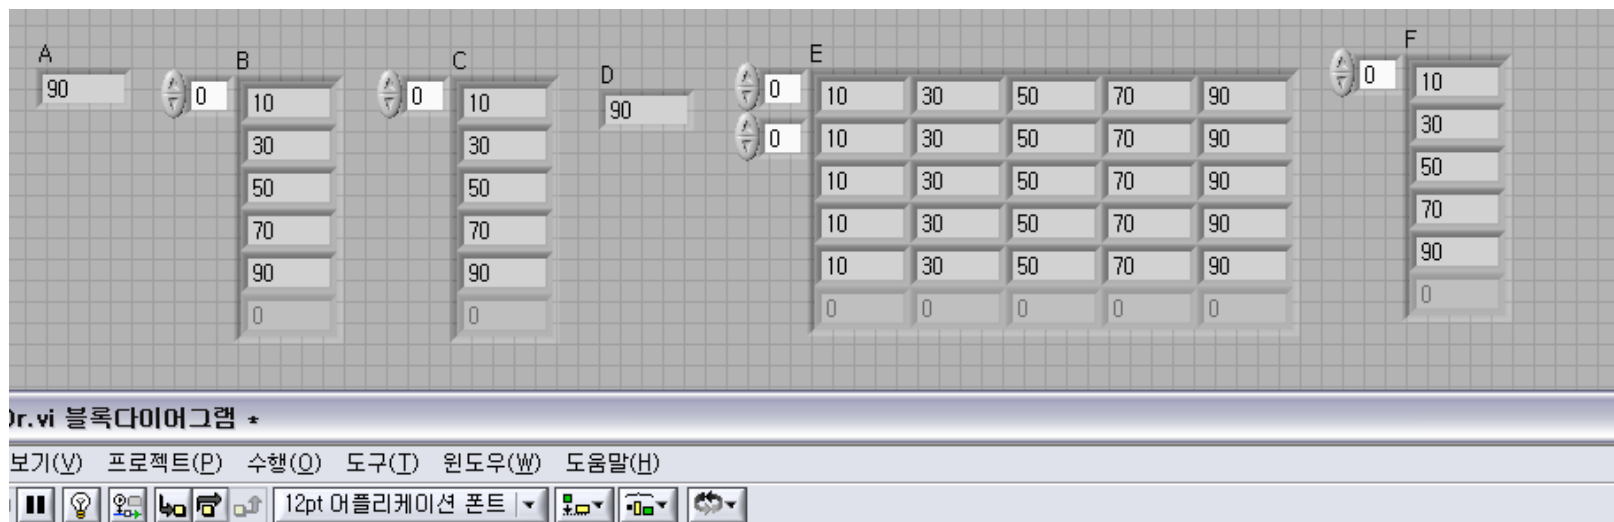 A B C D E F
90 0 10 0 10 90 0 10 30 50 70 90 0 10
30 30 0 10 30 50 70 90 30
50 50 10 30 50 70 90 50
70 70 10 30 50 70 90 70
90 90 10 30 50 70 90 90
0 0 0 0 0 0 0 0
Dr.vi 블록다이어그램 *
보기(V) 프로젝트(P) 수행(O) 도구(T) 윈도우(W) 도움말(H)
12pt 어플리케이션 폰트